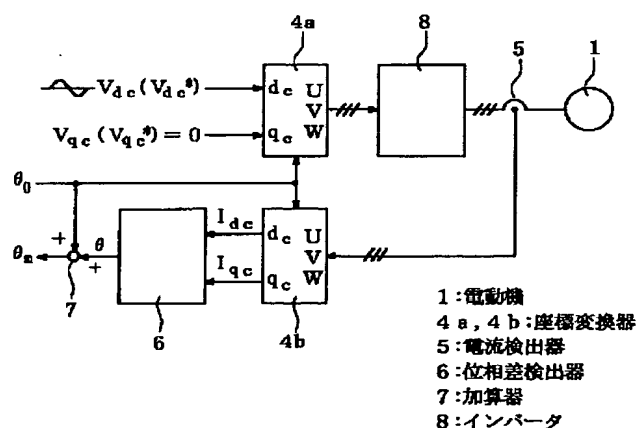 4a
8
5
1
Vdc(Vdc*)
dc U
V
qc W
Vqc(Vqc*)=0
θ0
Idc
dc U
V
Iqc
qc W
+
θm
θ
+
7
6
4b
1:電動機
4a,4b:座標変換器
5:電流検出器
6:位相差検出器
7:加算器
8:インバータ